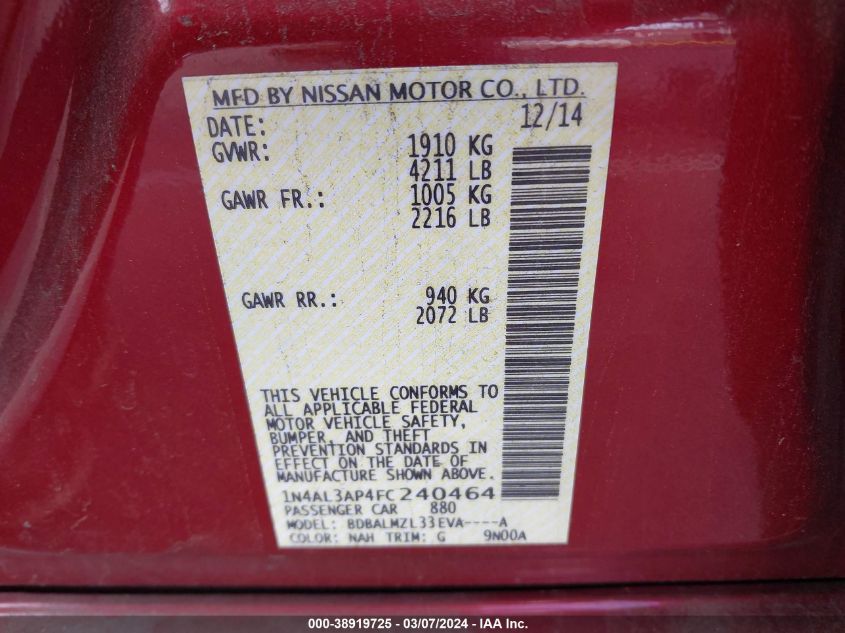 MFD BY NISSAN MOTOR CO., LTD.
DATE: 12/14
GVWR: 1910 KG
4211 LB
GAWR FR.: 1005 KG
2216 LB
GAWR RR.: 940 KG
2072 LB
THIS VEHICLE CONFORMS TO
ALL APPLICABLE FEDERAL
MOTOR VEHICLE SAFETY,
BUMPER, AND THEFT
PREVENTION STANDARDS IN
EFFECT ON THE DATE OF
MANUFACTURE SHOWN ABOVE.
1N4AL3AP4FC240464
PASSENGER CAR 880
MODEL: BDBALMZL33EVA----A
COLOR: NAH TRIM: G 9N00A
000-38919725 - 03/07/2024 - IAA Inc.